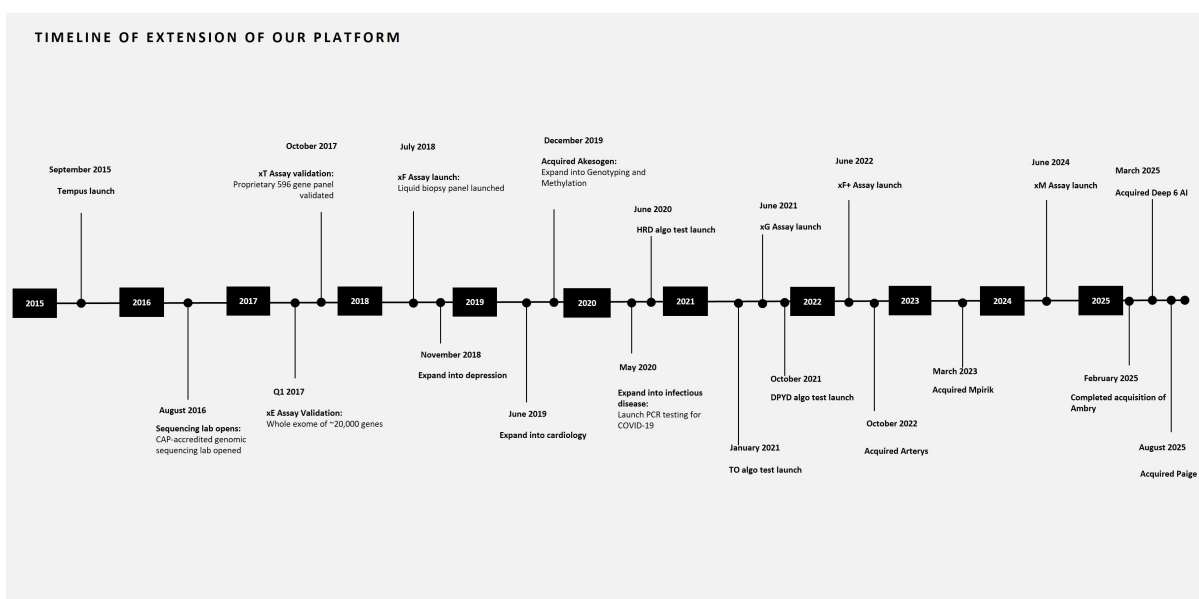 TIMELINE OF EXTENSION OF OUR PLATFORM
September 2015
Tempus launch
October 2017
xT Assay validation:
Proprietary 596 gene panel
validated
July 2018
xF Assay launch:
Liquid biopsy panel launched
December 2019
Acquired Akesogen:
Expand into Genotyping and
Methylation
June 2020
HRD algo test launch
June 2021
xG Assay launch
June 2022
xF+ Assay launch
June 2024
xM Assay launch
March 2025
Acquired Deep 6 AI
2015
2016
2017
2018
2019
2020
2021
2022
2023
2024
2025
August 2016
Sequencing lab opens:
CAP-accredited genomic
sequencing lab opened
Q1 2017
xE Assay Validation:
Whole exome of ~20,000 genes
November 2018
Expand into depression
June 2019
Expand into cardiology
May 2020
Expand into infectious
disease:
Launch PCR testing for
COVID-19
January 2021
TO algo test launch
October 2021
DPYD algo test launch
October 2022
Acquired Arterys
March 2023
Acquired Mpirik
February 2025
Completed acquisition of
Ambry
August 2025
Acquired Paige